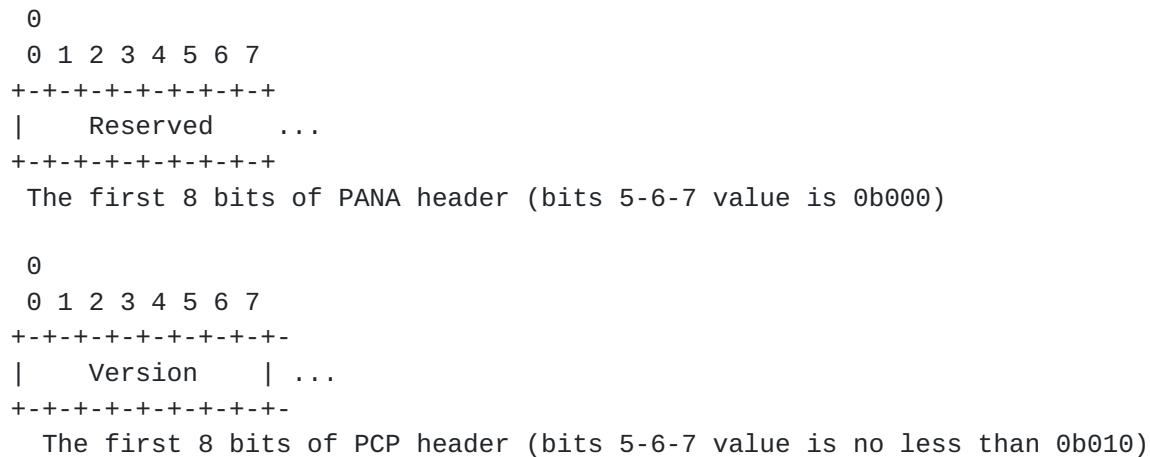 0
 0 1 2 3 4 5 6 7
+-+-+-+-+-+-+-+-+
|    Reserved    ...
+-+-+-+-+-+-+-+-+
 The first 8 bits of PANA header (bits 5-6-7 value is 0b000)

 0
 0 1 2 3 4 5 6 7
+-+-+-+-+-+-+-+-+-
|    Version    | ...
+-+-+-+-+-+-+-+-+-
  The first 8 bits of PCP header (bits 5-6-7 value is no less than 0b010)